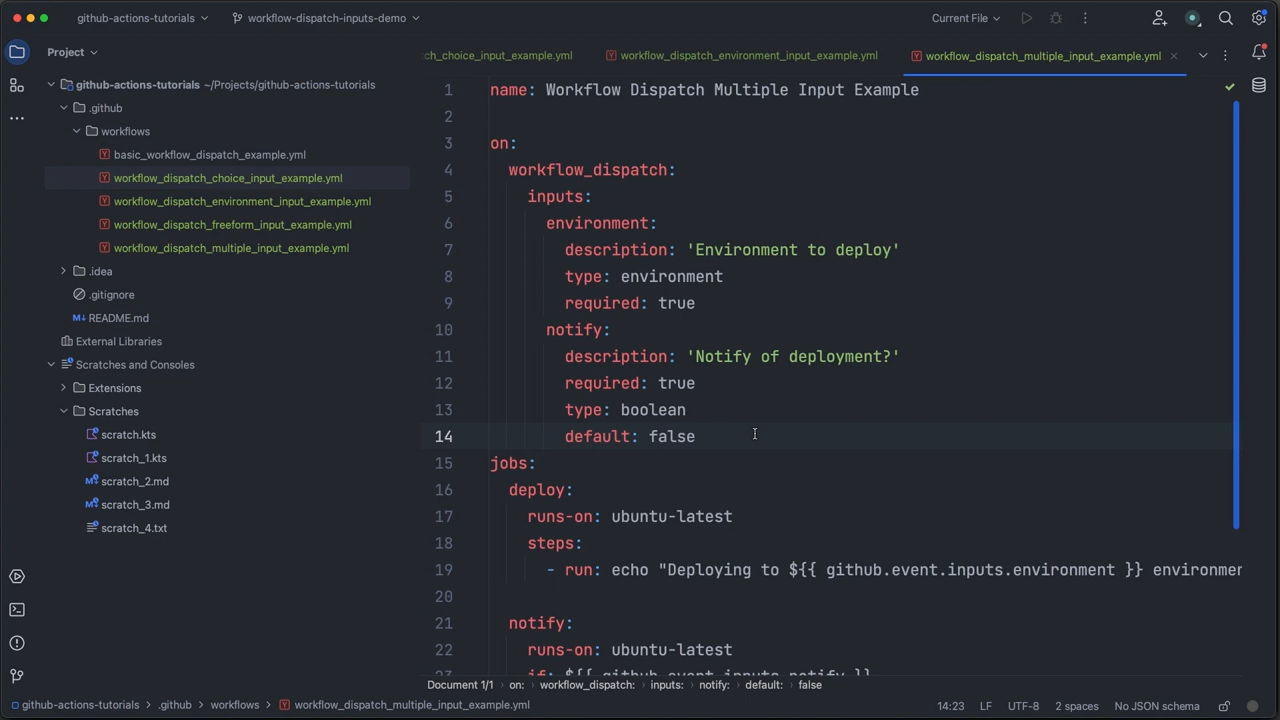 github-actions-tutorials
workflow-dispatch-inputs-demo
Current File
Project
ch_choice_input_example.yml
workflow_dispatch_environment_input_example.yml
workflow_dispatch_multiple_input_example.yml
github-actions-tutorials ~/Projects/github-actions-tutorials
.github
workflows
basic_workflow_dispatch_example.yml
workflow_dispatch_choice_input_example.yml
workflow_dispatch_environment_input_example.yml
workflow_dispatch_freeform_input_example.yml
workflow_dispatch_multiple_input_example.yml
.idea
.gitignore
README.md
External Libraries
Scratches and Consoles
Extensions
Scratches
scratch.kts
scratch_1.kts
scratch_2.md
scratch_3.md
scratch_4.txt
1 name: Workflow Dispatch Multiple Input Example
2
3 on:
4 workflow_dispatch:
5 inputs:
6 environment:
7 description: 'Environment to deploy'
8 type: environment
9 required: true
10 notify:
11 description: 'Notify of deployment?'
12 required: true
13 type: boolean
14 default: false
15 jobs:
16 deploy:
17 runs-on: ubuntu-latest
18 steps:
19 - run: echo "Deploying to ${{ github.event.inputs.environment }} environmen
20
21 notify:
22 runs-on: ubuntu-latest
23 if: ${{ github.event.inputs.notify }}
Document 1/1 on: workflow_dispatch: inputs: notify: default: false
github-actions-tutorials .github workflows workflow_dispatch_multiple_input_example.yml
14:23 LF UTF-8 2 spaces No JSON schema